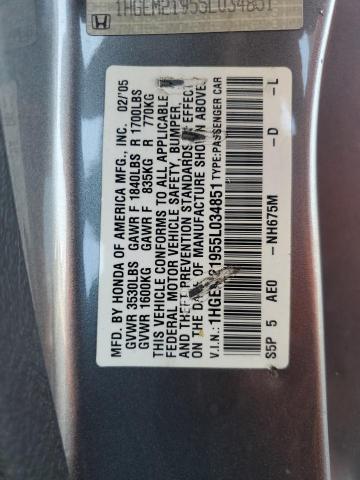 1HGEM21955L034851
MFD. BY HONDA OF AMERICA MFG., INC. 02/'05
GVWR 3530LBS GAWR F 1840LBS R 1700LBS
GVWR 1600KG GAWR F 835KG R 770KG
THIS VEHICLE CONFORMS TO ALL APPLICABLE
FEDERAL MOTOR VEHICLE SAFETY, BUMPER,
AND THEFT PREVENTION STANDARDS IN EFFECT
ON THE DATE OF MANUFACTURE SHOWN ABOVE.
V.I.N.: 1HGEM21955L034851 TYPE:PASSENGER CAR
S5P 5 AE0 -NH675M -D -L